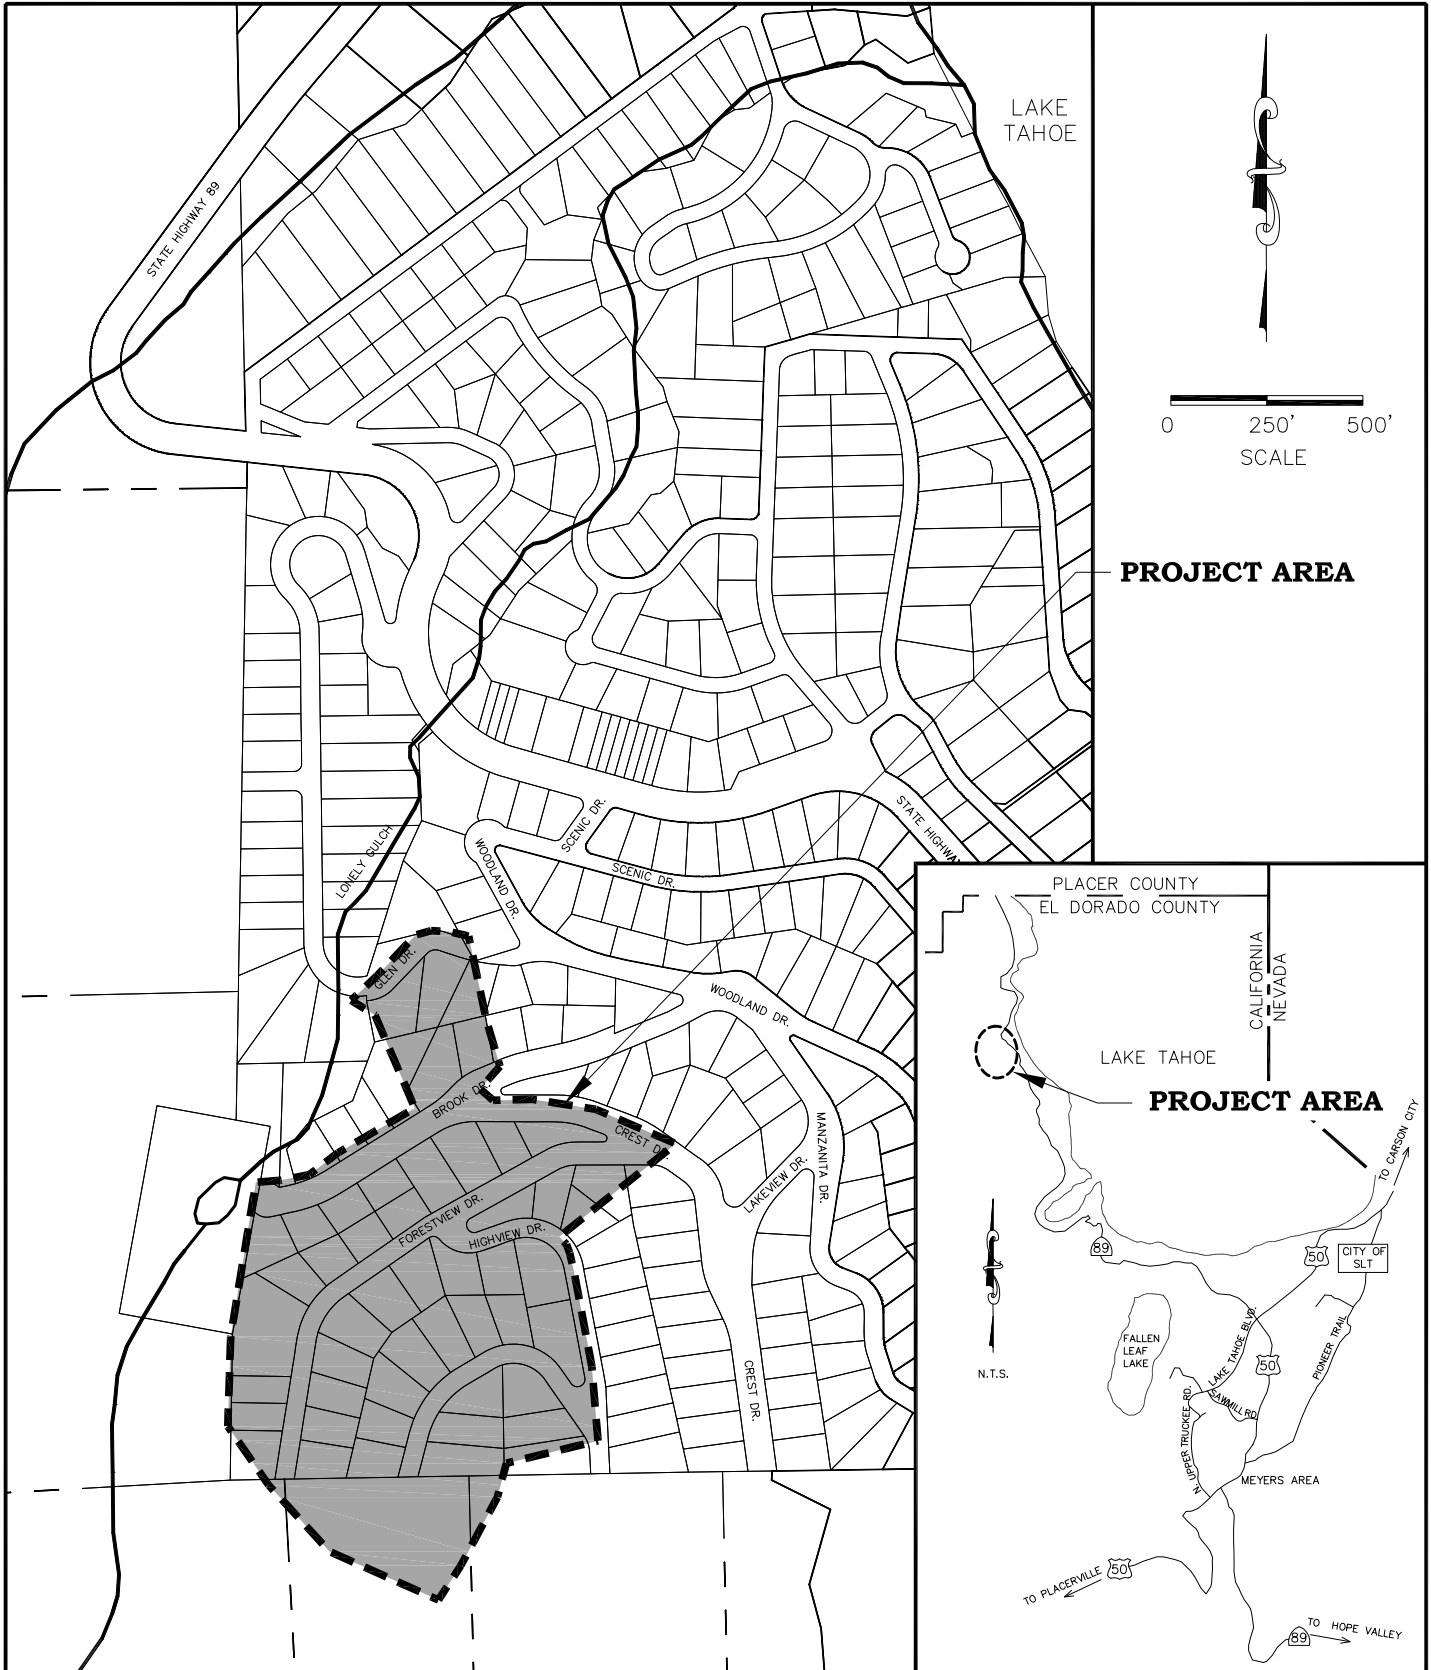 LAKE
TAHOE
STATE HIGHWAY 89
0 250' 500'
SCALE
PROJECT AREA
STATE HIGHWAY
SCENIC DR.
WOODLAND DR.
SCENIC DR.
LONELY GULCH
GLEN DR.
WOODLAND DR.
BROOK DR.
CREST DR.
MANZANITA DR.
LAKEVIEW DR.
FORESTVIEW DR.
HIGHVIEW DR.
CREST DR.
PLACER COUNTY
EL DORADO COUNTY
CALIFORNIA
NEVADA
LAKE TAHOE
PROJECT AREA
TO CARSON CITY
89
50
CITY OF
SLT
N.T.S.
FALLEN
LEAF
LAKE
LAKE TAHOE BLVD.
50
PIONEER TRAIL
SAWMILL RD
N. UPPER TRUCKEE RD.
MEYERS AREA
TO PLACERVILLE
50
TO HOPE VALLEY
89